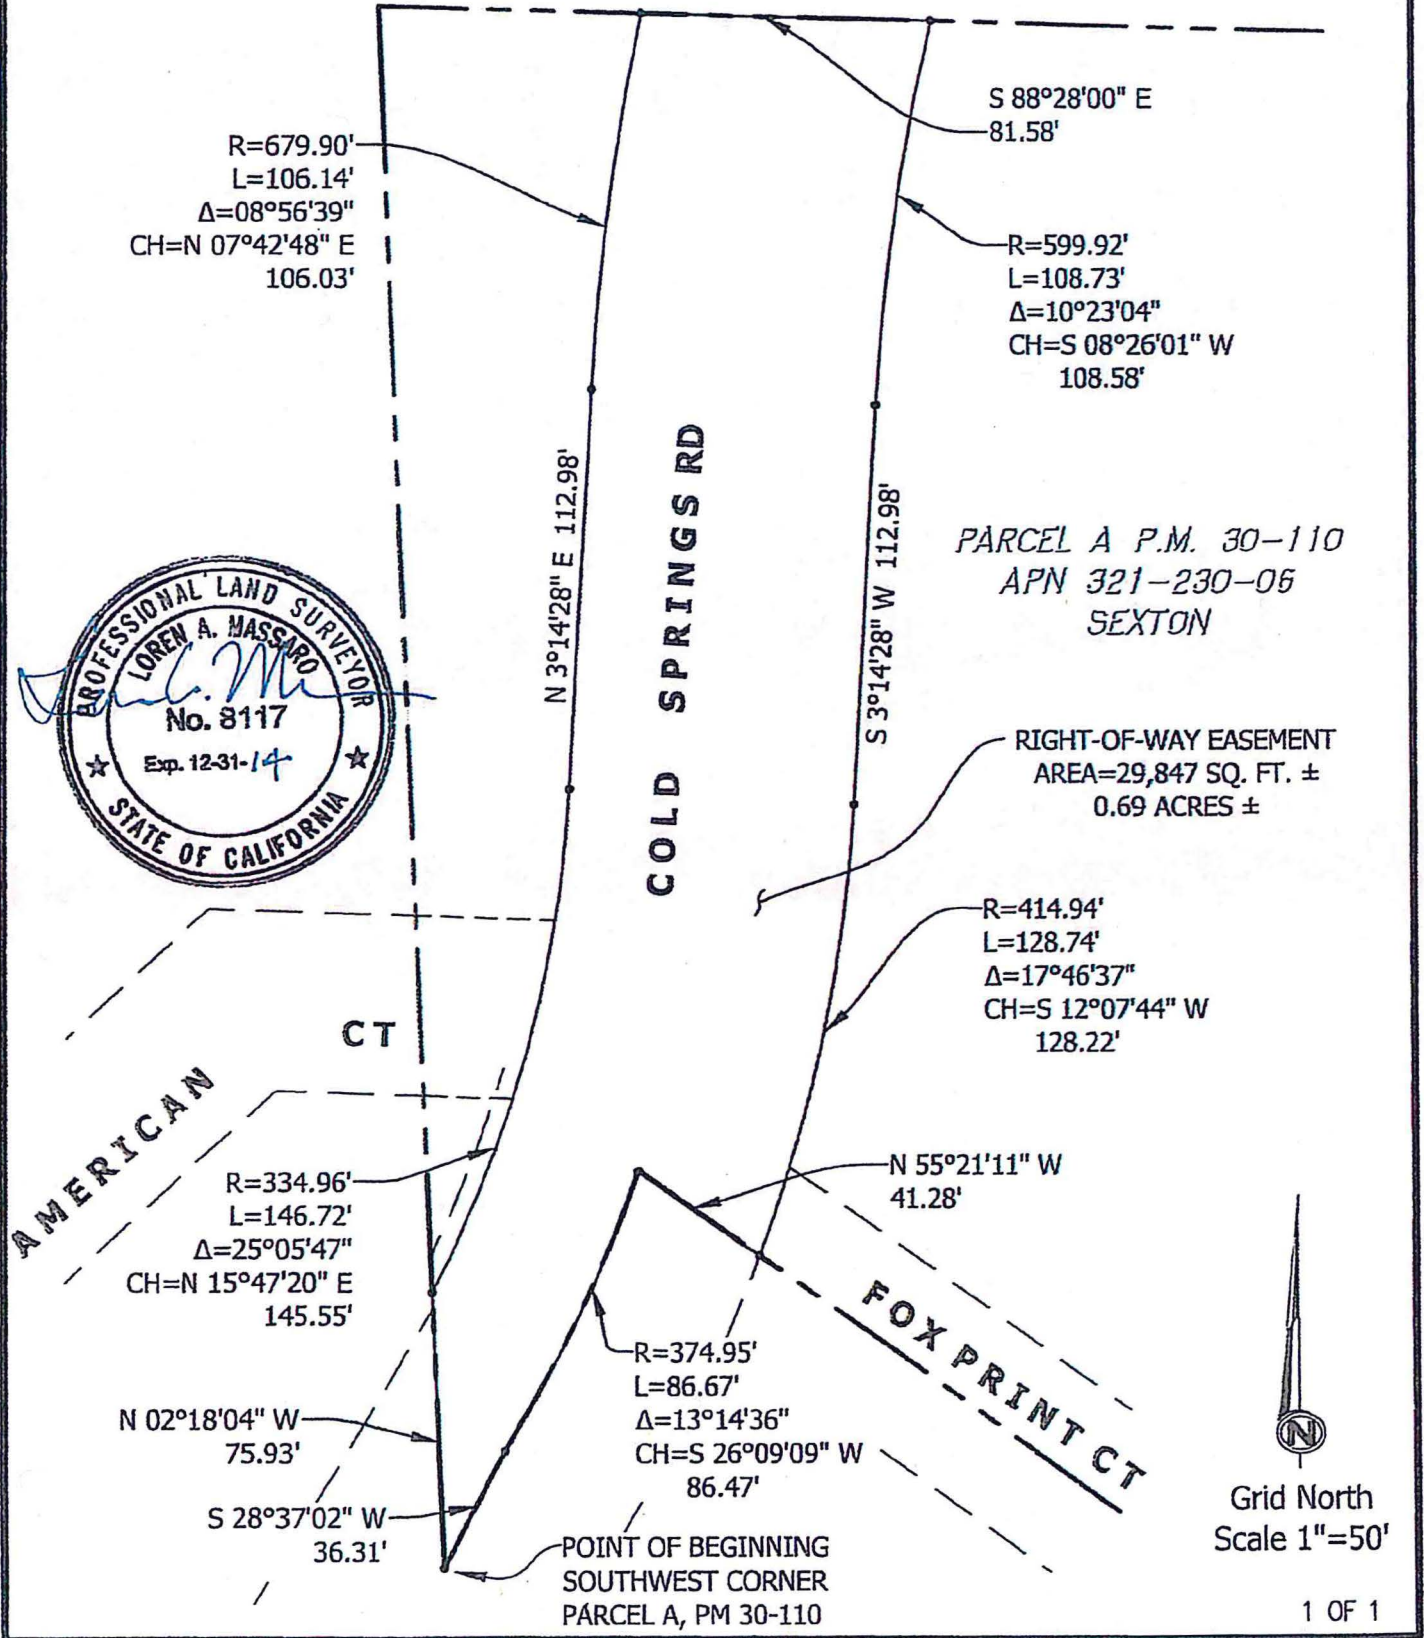 S 88°28'00" E
81.58'
R=679.90'
L=106.14'
Δ=08°56'39"
CH=N 07°42'48" E
106.03'
R=599.92'
L=108.73'
Δ=10°23'04"
CH=S 08°26'01" W
108.58'
N 3°14'28" E 112.98'
COLD SPRINGS RD
S 3°14'28" W 112.98'
PARCEL A P.M. 30-110
APN 321-230-06
SEXTON
PROFESSIONAL LAND SURVEYOR
LOREN A. MASSARO
No. 8117
Exp. 12-31-14
STATE OF CALIFORNIA
RIGHT-OF-WAY EASEMENT
AREA=29,847 SQ. FT. ±
0.69 ACRES ±
R=414.94'
L=128.74'
Δ=17°46'37"
CH=S 12°07'44" W
128.22'
AMERICAN CT
N 55°21'11" W
41.28'
R=334.96'
L=146.72'
Δ=25°05'47"
CH=N 15°47'20" E
145.55'
FOX PRINT CT
R=374.95'
L=86.67'
Δ=13°14'36"
CH=S 26°09'09" W
86.47'
N 02°18'04" W
75.93'
S 28°37'02" W
36.31'
POINT OF BEGINNING
SOUTHWEST CORNER
PARCEL A, PM 30-110
N
Grid North
Scale 1"=50'
1 OF 1